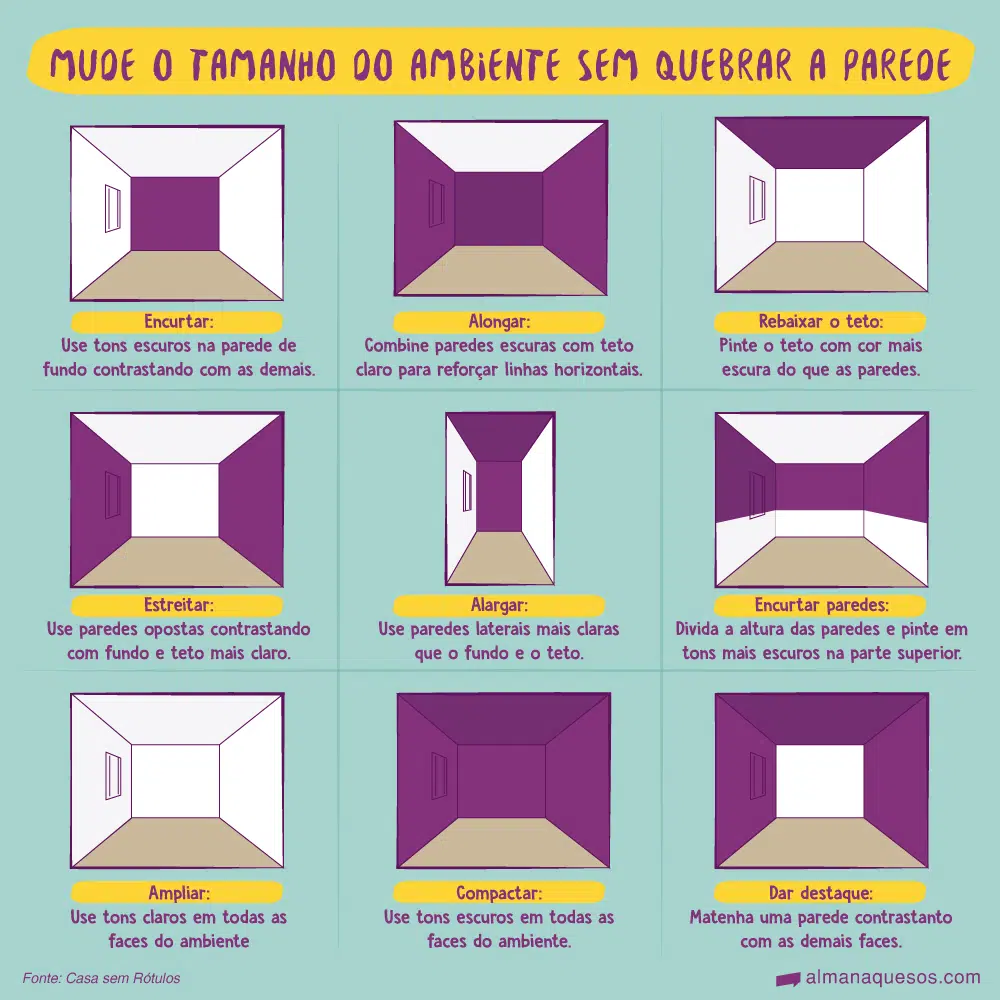 MUDE O TAMANHO DO AMBIENTE SEM QUEBRAR A PAREDE
Encurtar:
Use tons escuros na parede de
fundo contrastando com as demais.
Alongar:
Combine paredes escuras com teto
claro para reforçar linhas horizontais.
Rebaixar o teto:
Pinte o teto com cor mais
escura do que as paredes.
Estreitar:
Use paredes opostas contrastando
com fundo e teto mais claro.
Alargar:
Use paredes laterais mais claras
que o fundo e o teto.
Encurtar paredes:
Divida a altura das paredes e pinte em
tons mais escuros na parte superior.
Ampliar:
Use tons claros em todas as
faces do ambiente
Compactar:
Use tons escuros em todas as
faces do ambiente.
Dar destaque:
Matenha uma parede contrastanto
com as demais faces.
Fonte: Casa sem Rótulos
almanaquesos.com